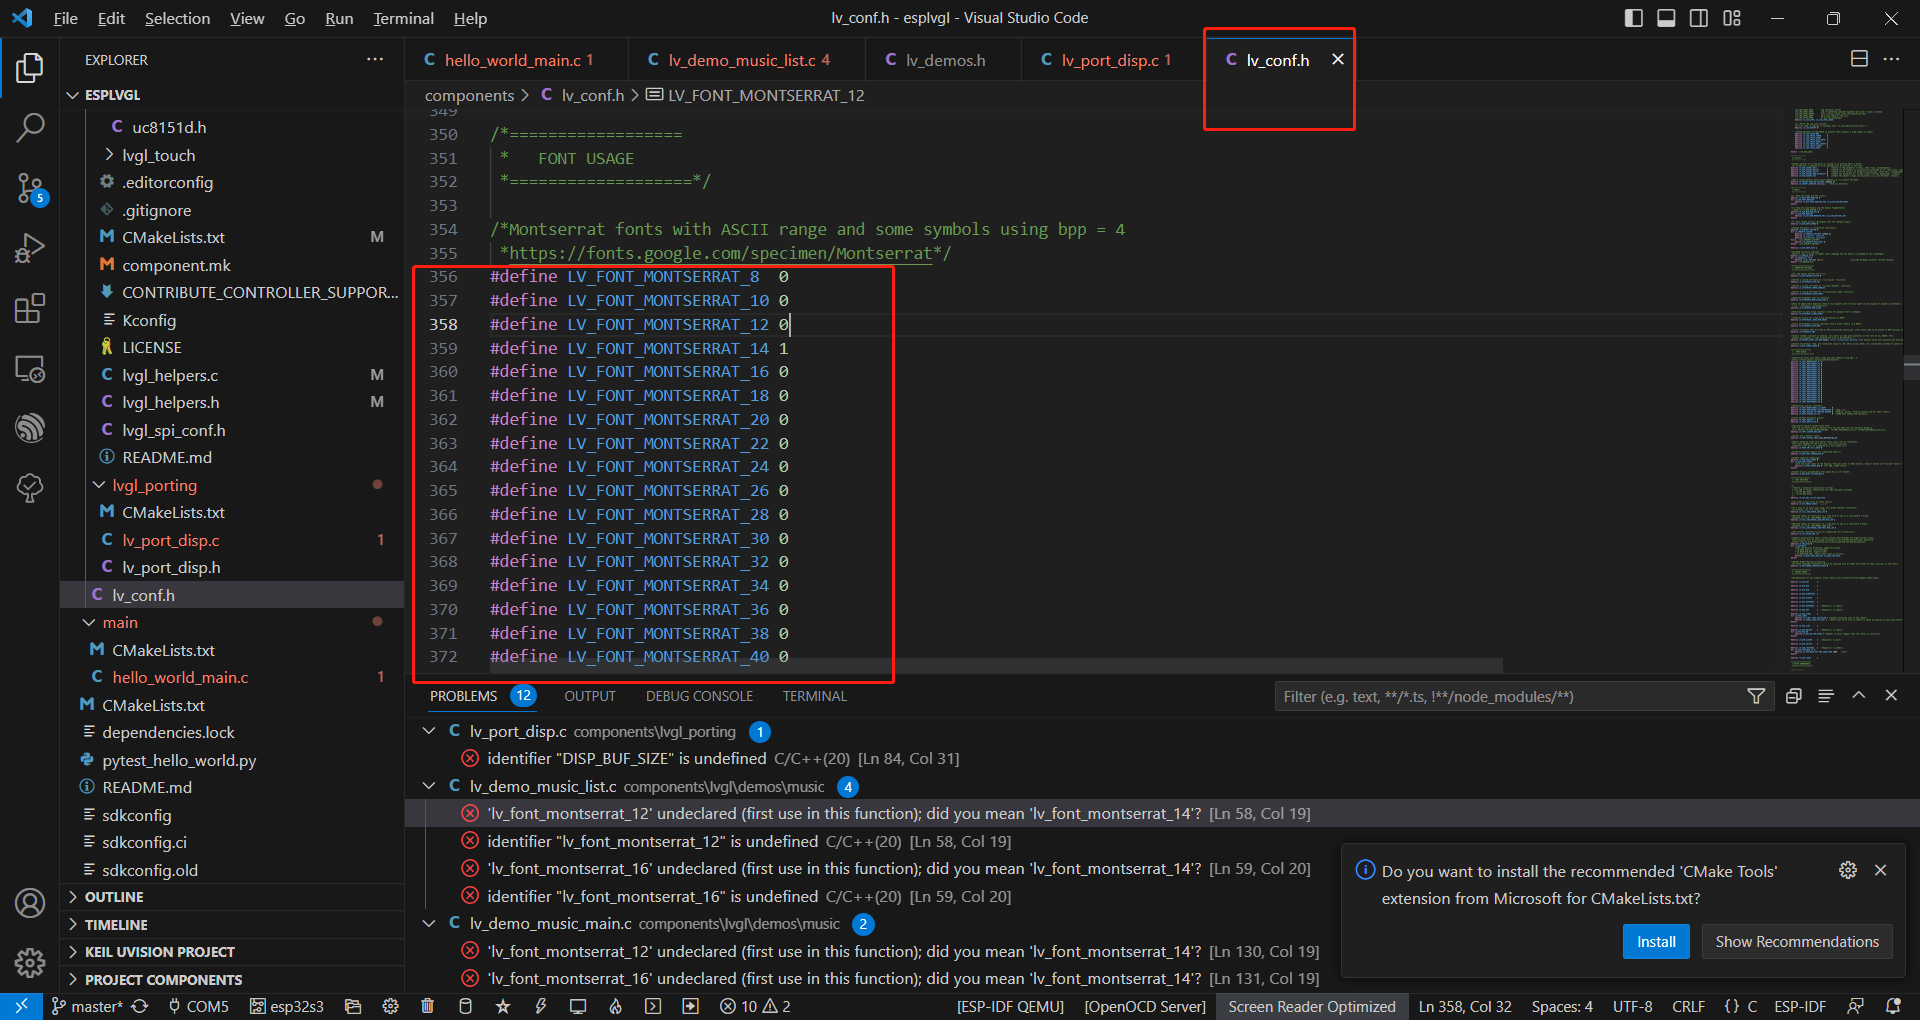 File Edit Selection View Go Run Terminal Help
lv_conf.h - esplvgl - Visual Studio Code
EXPLORER
ESPLVGL
uc8151d.h
lvgl_touch
.editorconfig
.gitignore
CMakeLists.txt M
component.mk
CONTRIBUTE_CONTROLLER_SUPPOR...
Kconfig
LICENSE
lvgl_helpers.c M
lvgl_helpers.h M
lvgl_spi_conf.h
README.md
lvgl_porting
CMakeLists.txt
lv_port_disp.c 1
lv_port_disp.h
lv_conf.h
main
CMakeLists.txt
hello_world_main.c 1
CMakeLists.txt
dependencies.lock
pytest_hello_world.py
README.md
sdkconfig
sdkconfig.ci
sdkconfig.old
OUTLINE
TIMELINE
KEIL UVISION PROJECT
PROJECT COMPONENTS
5
hello_world_main.c 1
lv_demo_music_list.c 4
lv_demos.h
lv_port_disp.c 1
lv_conf.h
components > C lv_conf.h > LV_FONT_MONTSERRAT_12
349
350 /*==================
351 * FONT USAGE
352 *===================*/
353
354 /*Montserrat fonts with ASCII range and some symbols using bpp = 4
355 *https://fonts.google.com/specimen/Montserrat*/
356 #define LV_FONT_MONTSERRAT_8 0
357 #define LV_FONT_MONTSERRAT_10 0
358 #define LV_FONT_MONTSERRAT_12 0
359 #define LV_FONT_MONTSERRAT_14 1
360 #define LV_FONT_MONTSERRAT_16 0
361 #define LV_FONT_MONTSERRAT_18 0
362 #define LV_FONT_MONTSERRAT_20 0
363 #define LV_FONT_MONTSERRAT_22 0
364 #define LV_FONT_MONTSERRAT_24 0
365 #define LV_FONT_MONTSERRAT_26 0
366 #define LV_FONT_MONTSERRAT_28 0
367 #define LV_FONT_MONTSERRAT_30 0
368 #define LV_FONT_MONTSERRAT_32 0
369 #define LV_FONT_MONTSERRAT_34 0
370 #define LV_FONT_MONTSERRAT_36 0
371 #define LV_FONT_MONTSERRAT_38 0
372 #define LV_FONT_MONTSERRAT_40 0
PROBLEMS 12 OUTPUT DEBUG CONSOLE TERMINAL
Filter (e.g. text, **/*.ts, !**/node_modules/**)
lv_port_disp.c components\lvgl_porting 1
identifier "DISP_BUF_SIZE" is undefined C/C++(20) [Ln 84, Col 31]
lv_demo_music_list.c components\lvgl\demos\music 4
'lv_font_montserrat_12' undeclared (first use in this function); did you mean 'lv_font_montserrat_14'? [Ln 58, Col 19]
identifier "lv_font_montserrat_12" is undefined C/C++(20) [Ln 58, Col 19]
'lv_font_montserrat_16' undeclared (first use in this function); did you mean 'lv_font_montserrat_14'? [Ln 59, Col 20]
identifier "lv_font_montserrat_16" is undefined C/C++(20) [Ln 59, Col 20]
lv_demo_music_main.c components\lvgl\demos\music 2
'lv_font_montserrat_12' undeclared (first use in this function); did you mean 'lv_font_montserrat_14'? [Ln 130, Col 19]
'lv_font_montserrat_16' undeclared (first use in this function); did you mean 'lv_font_montserrat_14'? [Ln 131, Col 19]
Do you want to install the recommended 'CMake Tools'
extension from Microsoft for CMakeLists.txt?
Install
Show Recommendations
master* COM5 esp32s3 10 2 [ESP-IDF QEMU] [OpenOCD Server] Screen Reader Optimized Ln 358, Col 32 Spaces: 4 UTF-8 CRLF {} C ESP-IDF